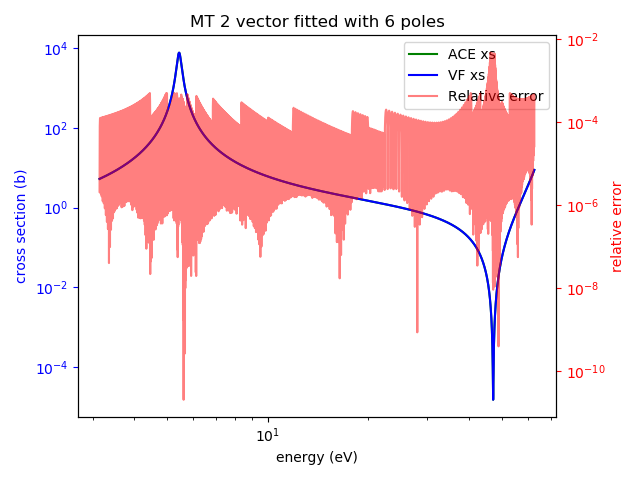 MT 2 vector fitted with 6 poles
ACE xs
VF xs
Relative error
cross section (b)
10^4
10^2
10^0
10^-2
10^-4
10^-2
10^-4
10^-6
10^-8
10^-10
relative error
10^1
energy (eV)